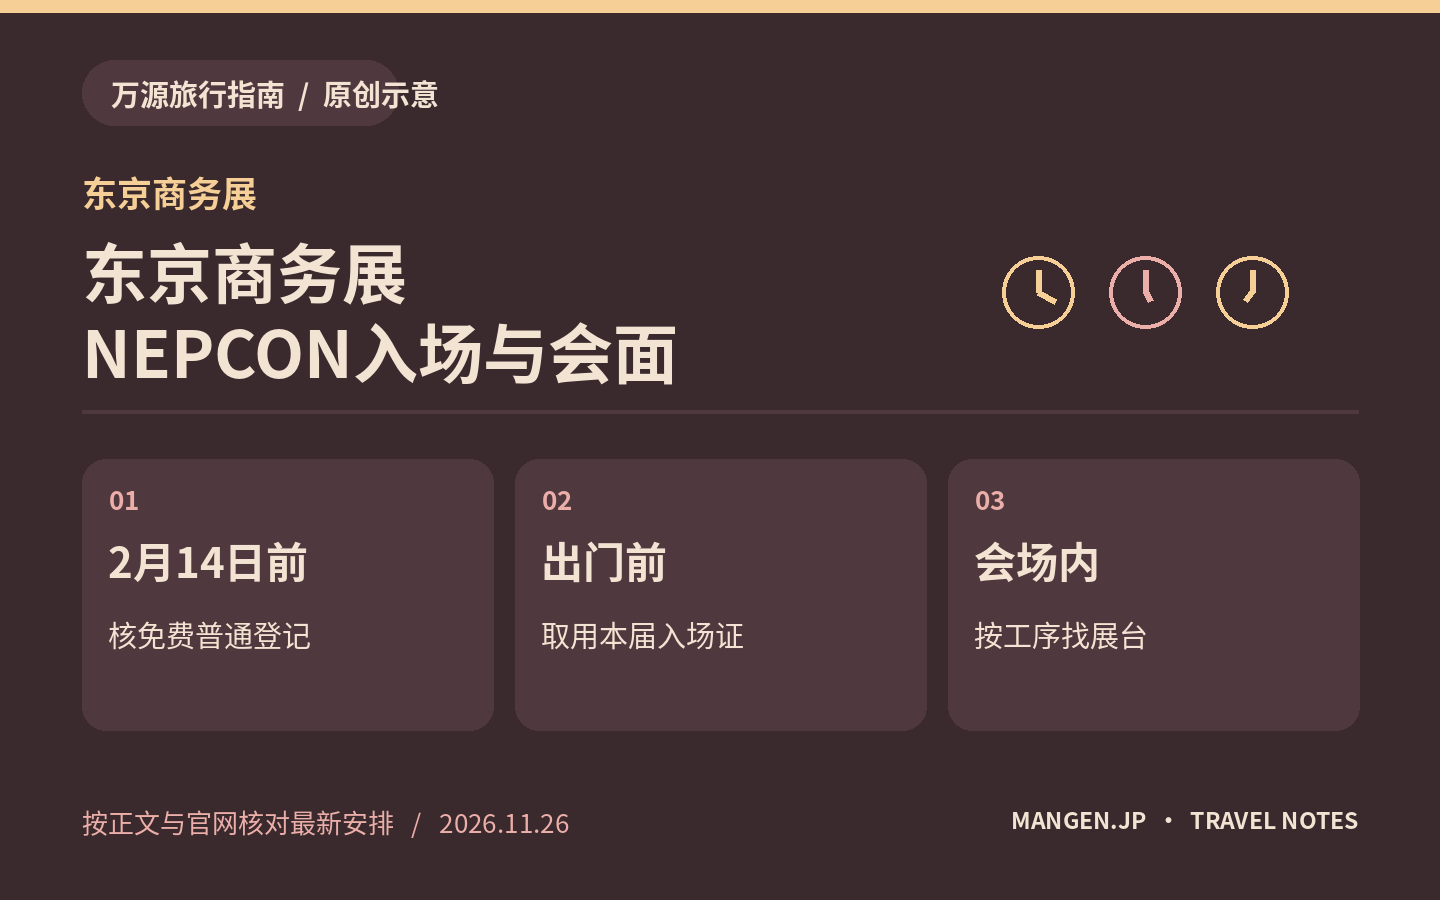 万源旅行指南 / 原创示意
东京商务展
东京商务展
NEPCON入场与会面
01
2月14日前
核免费普通登记
02
出门前
取用本届入场证
03
会场内
按工序找展台
按正文与官网核对最新安排 / 2026.11.26
MANGEN.JP • TRAVEL NOTES